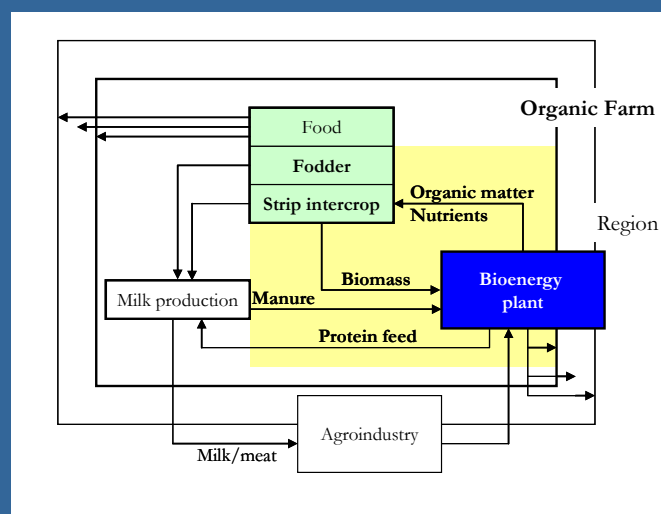 Organic Farm
Food
Fodder
Strip intercrop
Organic matter
Nutrients
Region
Biomass
Bioenergy
plant
Milk production
Manure
Protein feed
Agroindustry
Milk/meat